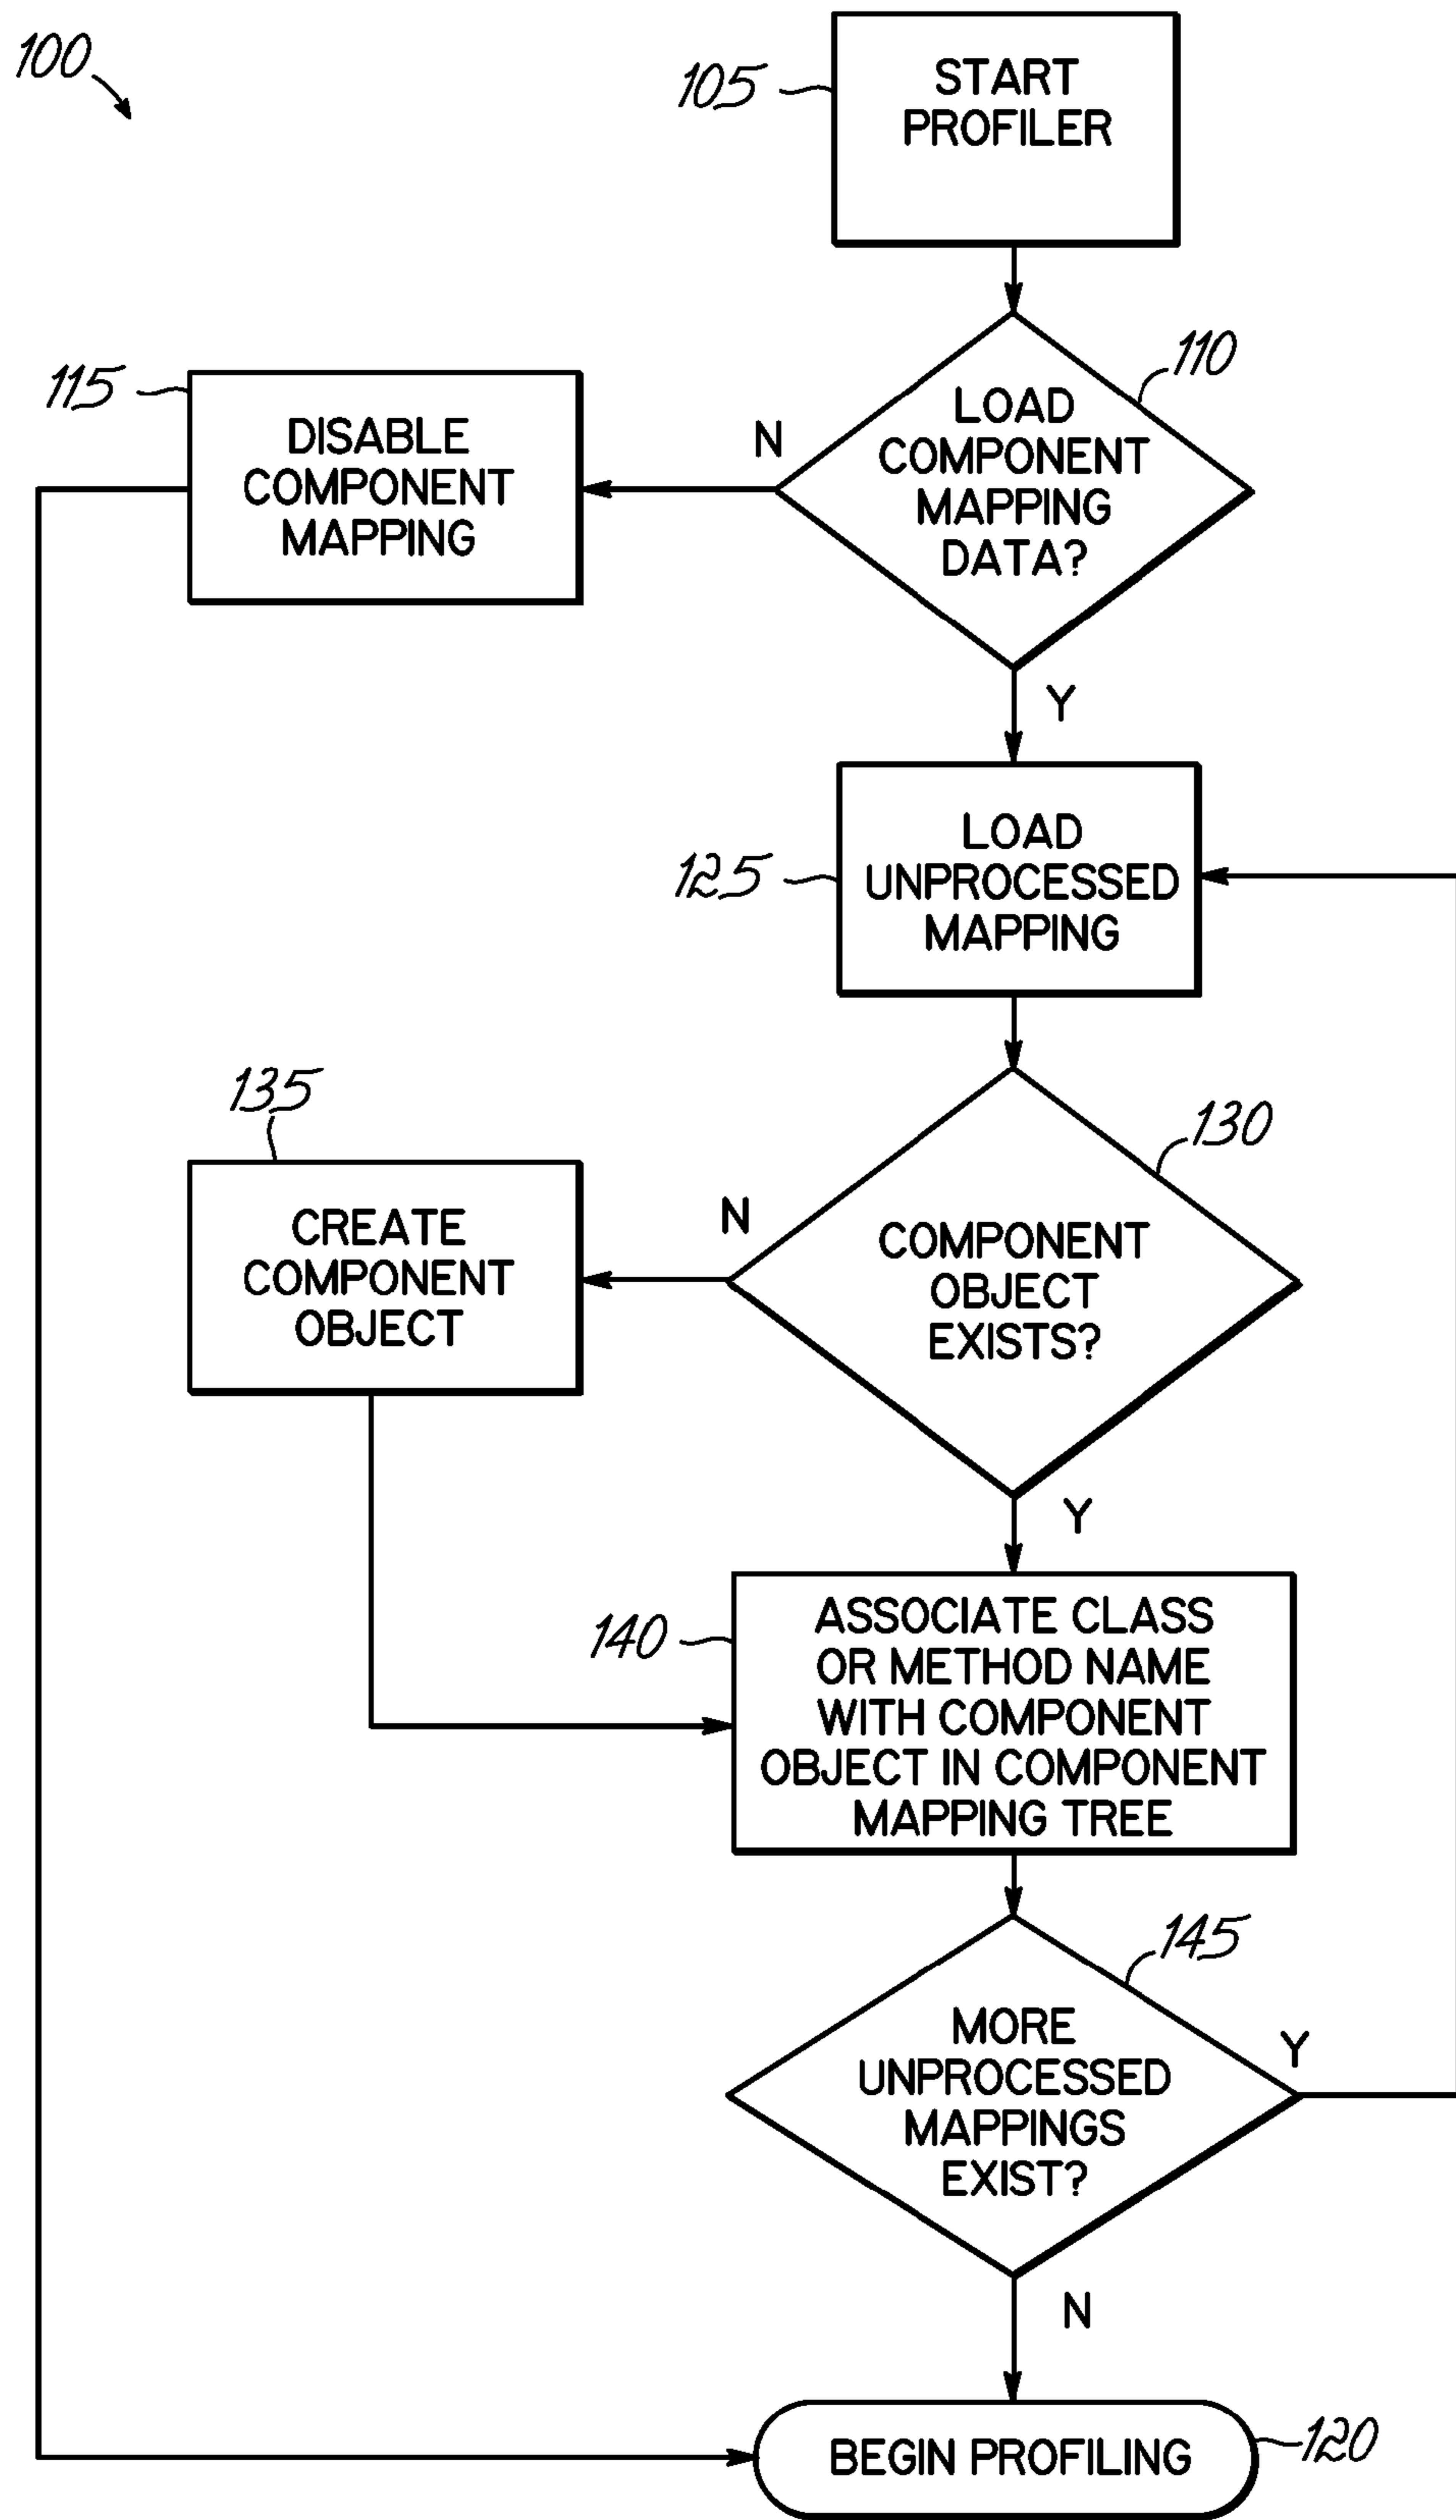 100
105
START
PROFILER
110
LOAD
COMPONENT
MAPPING
DATA?
N
115
DISABLE
COMPONENT
MAPPING
Y
125
LOAD
UNPROCESSED
MAPPING
130
COMPONENT
OBJECT
EXISTS?
N
135
CREATE
COMPONENT
OBJECT
Y
140
ASSOCIATE CLASS
OR METHOD NAME
WITH COMPONENT
OBJECT IN COMPONENT
MAPPING TREE
145
MORE
UNPROCESSED
MAPPINGS
EXIST?
Y
N
BEGIN PROFILING
120